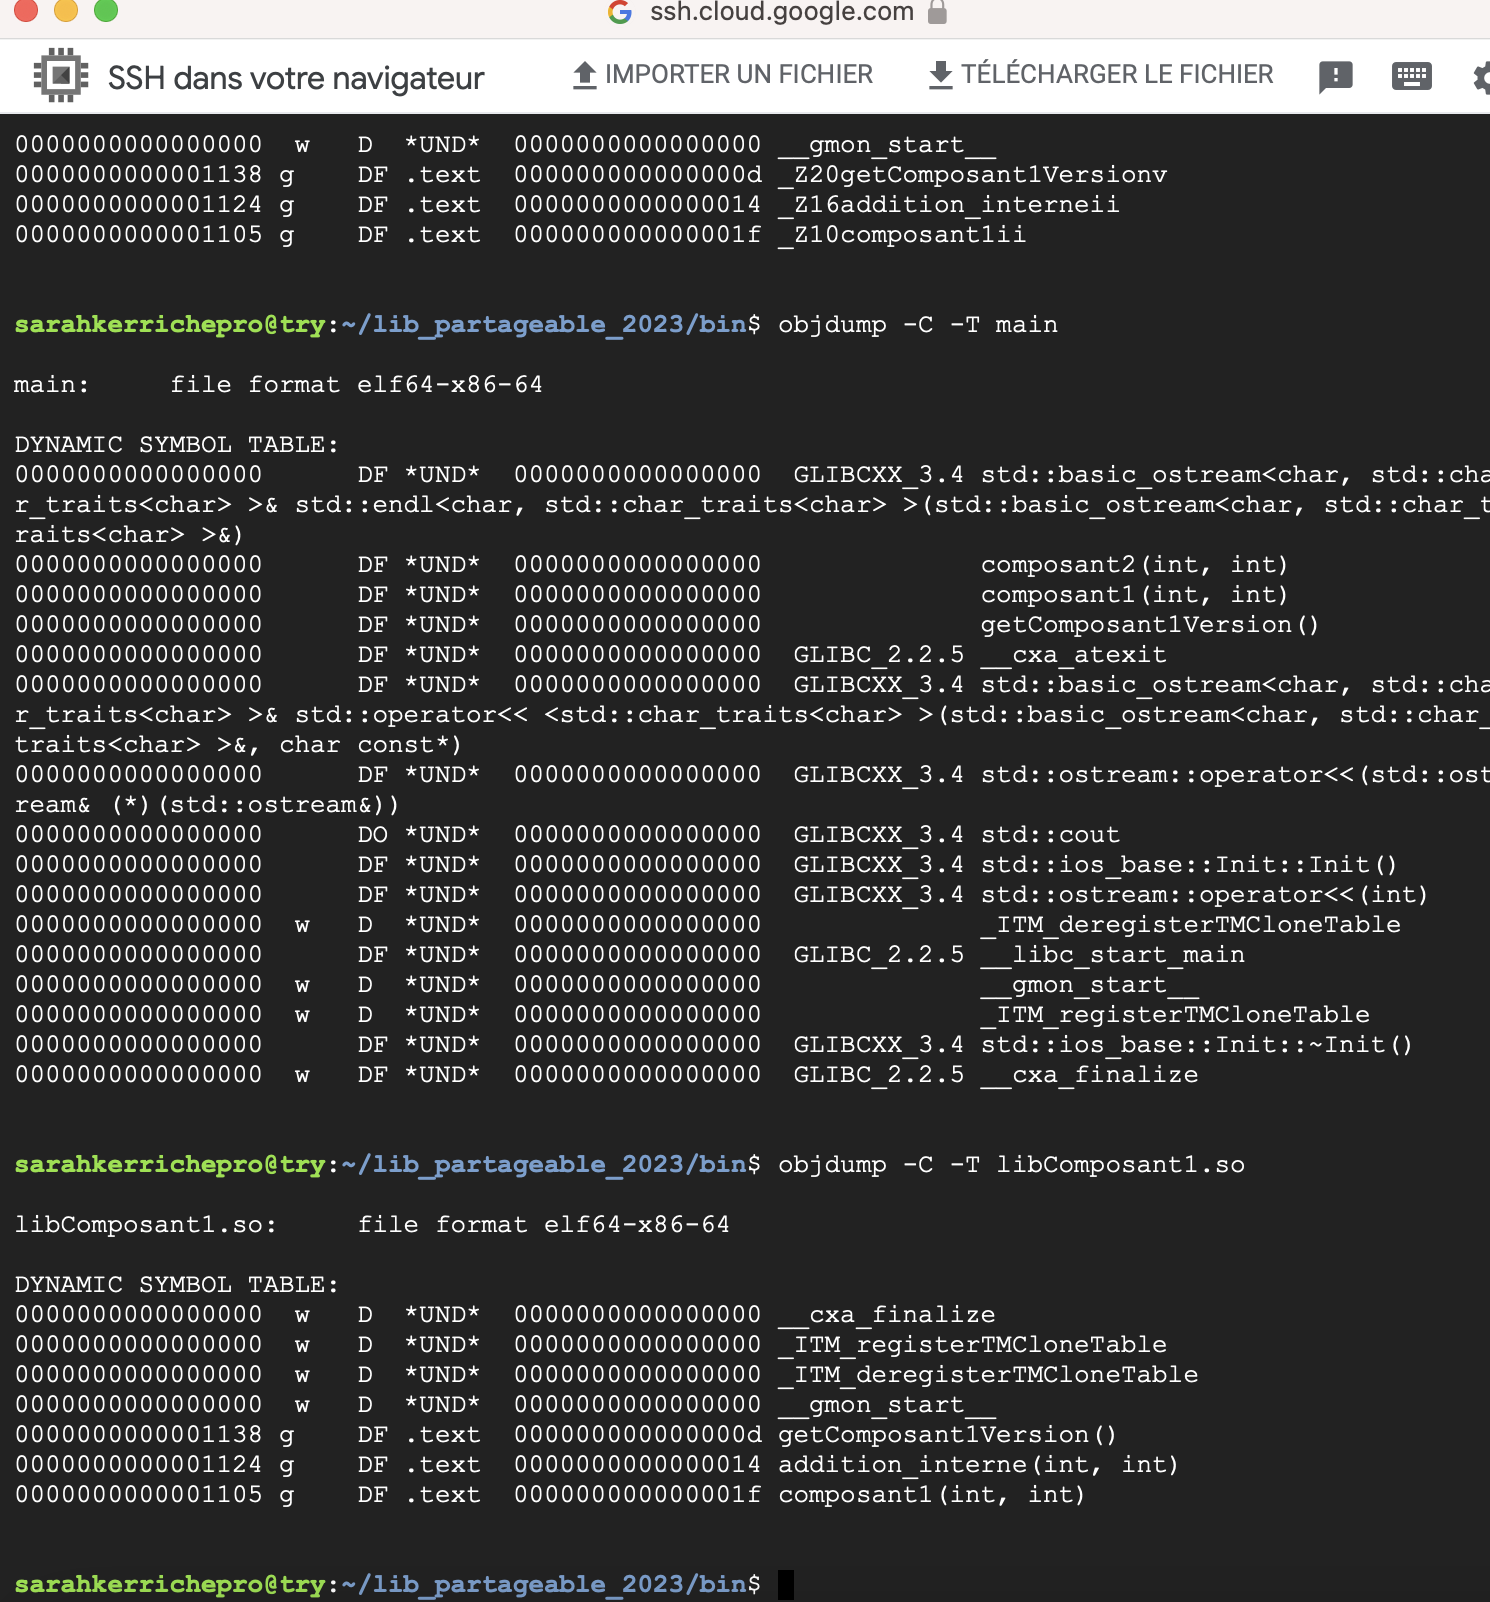 ssh.cloud.google.com
SSH dans votre navigateur IMPORTER UN FICHIER TÉLÉCHARGER LE FICHIER
0000000000000000  w   D  *UND*  0000000000000000 __gmon_start__
0000000000001138 g    DF .text  000000000000000d _Z20getComposant1Versionv
0000000000001124 g    DF .text  0000000000000014 _Z16addition_interneii
0000000000001105 g    DF .text  000000000000001f _Z10composant1ii
sarahkerrichepro@try:~/lib_partageable_2023/bin$ objdump -C -T main
main:     file format elf64-x86-64
DYNAMIC SYMBOL TABLE:
0000000000000000      DF *UND*  0000000000000000  GLIBCXX_3.4 std::basic_ostream<char, std::cha
r_traits<char> >& std::endl<char, std::char_traits<char> >(std::basic_ostream<char, std::char_t
raits<char> >&)
0000000000000000      DF *UND*  0000000000000000              composant2(int, int)
0000000000000000      DF *UND*  0000000000000000              composant1(int, int)
0000000000000000      DF *UND*  0000000000000000              getComposant1Version()
0000000000000000      DF *UND*  0000000000000000  GLIBC_2.2.5 __cxa_atexit
0000000000000000      DF *UND*  0000000000000000  GLIBCXX_3.4 std::basic_ostream<char, std::cha
r_traits<char> >& std::operator<< <std::char_traits<char> >(std::basic_ostream<char, std::char_
traits<char> >&, char const*)
0000000000000000      DF *UND*  0000000000000000  GLIBCXX_3.4 std::ostream::operator<<(std::ost
ream& (*)(std::ostream&))
0000000000000000      DO *UND*  0000000000000000  GLIBCXX_3.4 std::cout
0000000000000000      DF *UND*  0000000000000000  GLIBCXX_3.4 std::ios_base::Init::Init()
0000000000000000      DF *UND*  0000000000000000  GLIBCXX_3.4 std::ostream::operator<<(int)
0000000000000000  w   D  *UND*  0000000000000000              _ITM_deregisterTMCloneTable
0000000000000000      DF *UND*  0000000000000000  GLIBC_2.2.5 __libc_start_main
0000000000000000  w   D  *UND*  0000000000000000              __gmon_start__
0000000000000000  w   D  *UND*  0000000000000000              _ITM_registerTMCloneTable
0000000000000000      DF *UND*  0000000000000000  GLIBCXX_3.4 std::ios_base::Init::~Init()
0000000000000000  w   DF *UND*  0000000000000000  GLIBC_2.2.5 __cxa_finalize
sarahkerrichepro@try:~/lib_partageable_2023/bin$ objdump -C -T libComposant1.so
libComposant1.so:     file format elf64-x86-64
DYNAMIC SYMBOL TABLE:
0000000000000000  w   D  *UND*  0000000000000000 __cxa_finalize
0000000000000000  w   D  *UND*  0000000000000000 _ITM_registerTMCloneTable
0000000000000000  w   D  *UND*  0000000000000000 _ITM_deregisterTMCloneTable
0000000000000000  w   D  *UND*  0000000000000000 __gmon_start__
0000000000001138 g    DF .text  000000000000000d getComposant1Version()
0000000000001124 g    DF .text  0000000000000014 addition_interne(int, int)
0000000000001105 g    DF .text  000000000000001f composant1(int, int)
sarahkerrichepro@try:~/lib_partageable_2023/bin$